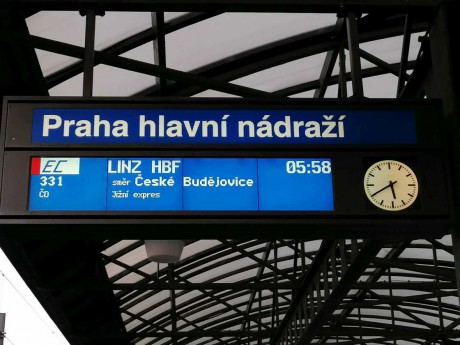 Praha hlavní nádraží
EC LINZ HBF 05:58
331 směr České Budějovice
ČD Jižní expres